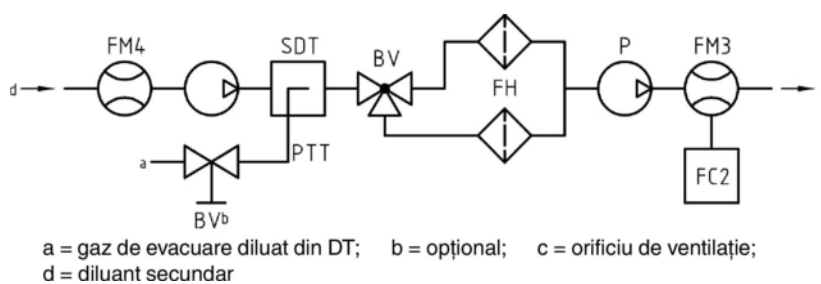 FM4 SDT BV P FM3
d
FH
a PTT
FC2
BVᵇ
a = gaz de evacuare diluat din DT; b = opțional; c = orificiu de ventilație;
d = diluant secundar